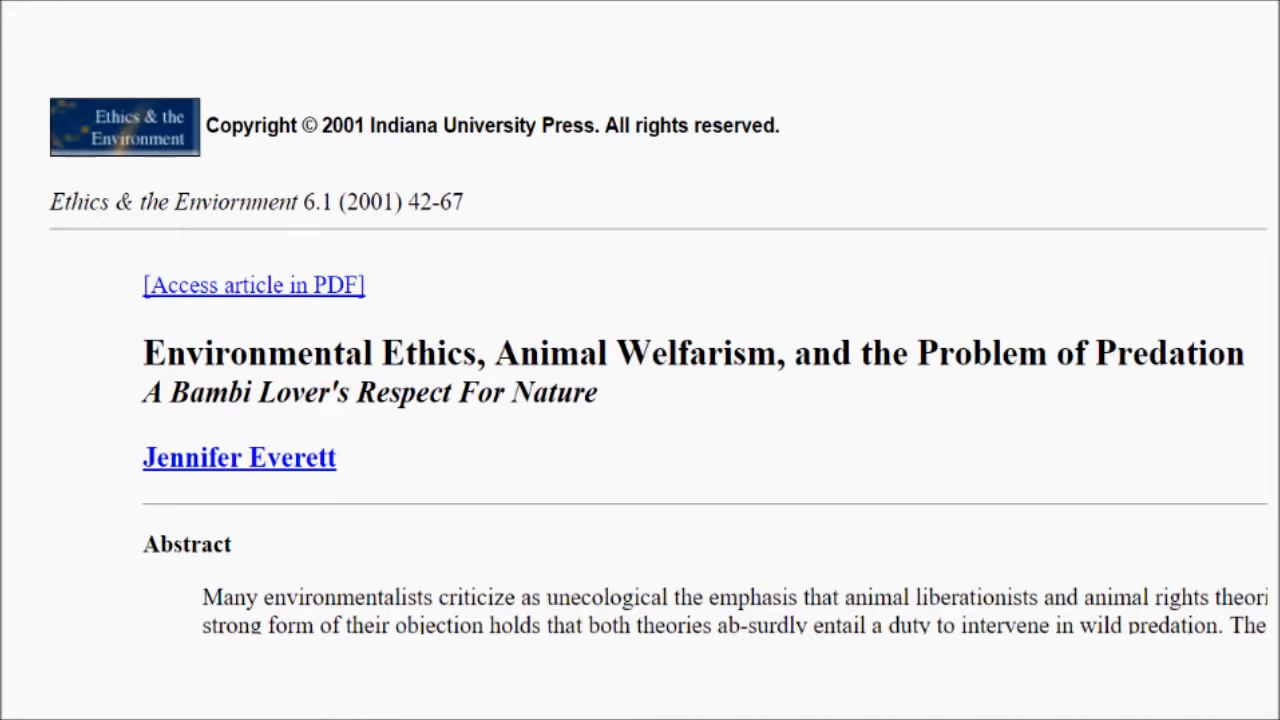 Ethics & the
Environment
Copyright © 2001 Indiana University Press. All rights reserved.
Ethics & the Enviornment 6.1 (2001) 42-67
[Access article in PDF]
Environmental Ethics, Animal Welfarism, and the Problem of Predation
A Bambi Lover's Respect For Nature
Jennifer Everett
Abstract
Many environmentalists criticize as unecological the emphasis that animal liberationists and animal rights theori
strong form of their objection holds that both theories ab-surdly entail a duty to intervene in wild predation. The